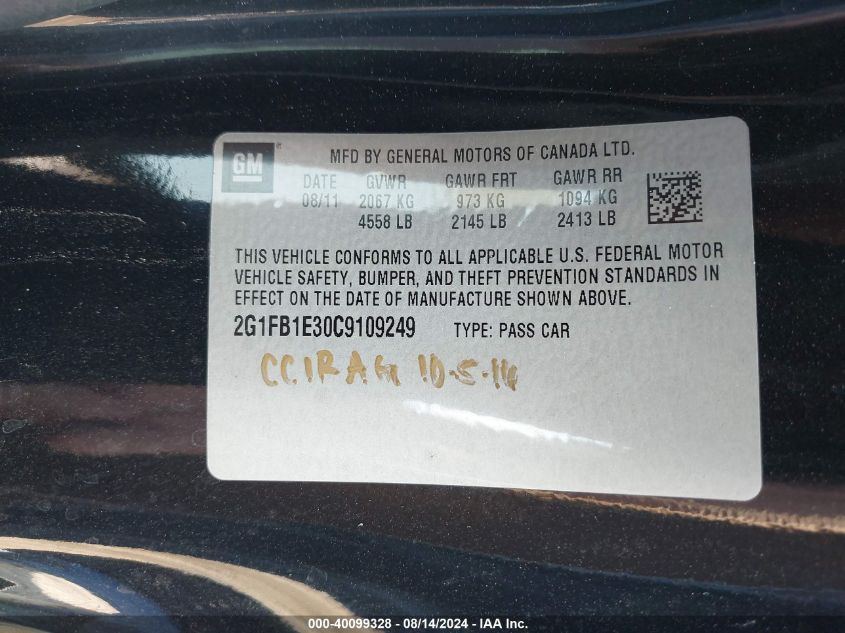 GM ® MFD BY GENERAL MOTORS OF CANADA LTD.
DATE GVWR GAWR FRT GAWR RR
08/11 2067 KG 973 KG 1094 KG
4558 LB 2145 LB 2413 LB
THIS VEHICLE CONFORMS TO ALL APPLICABLE U.S. FEDERAL MOTOR
VEHICLE SAFETY, BUMPER, AND THEFT PREVENTION STANDARDS IN
EFFECT ON THE DATE OF MANUFACTURE SHOWN ABOVE.
2G1FB1E30C9109249 TYPE: PASS CAR
10-5-16
000-40099328 - 08/14/2024 - IAA Inc.